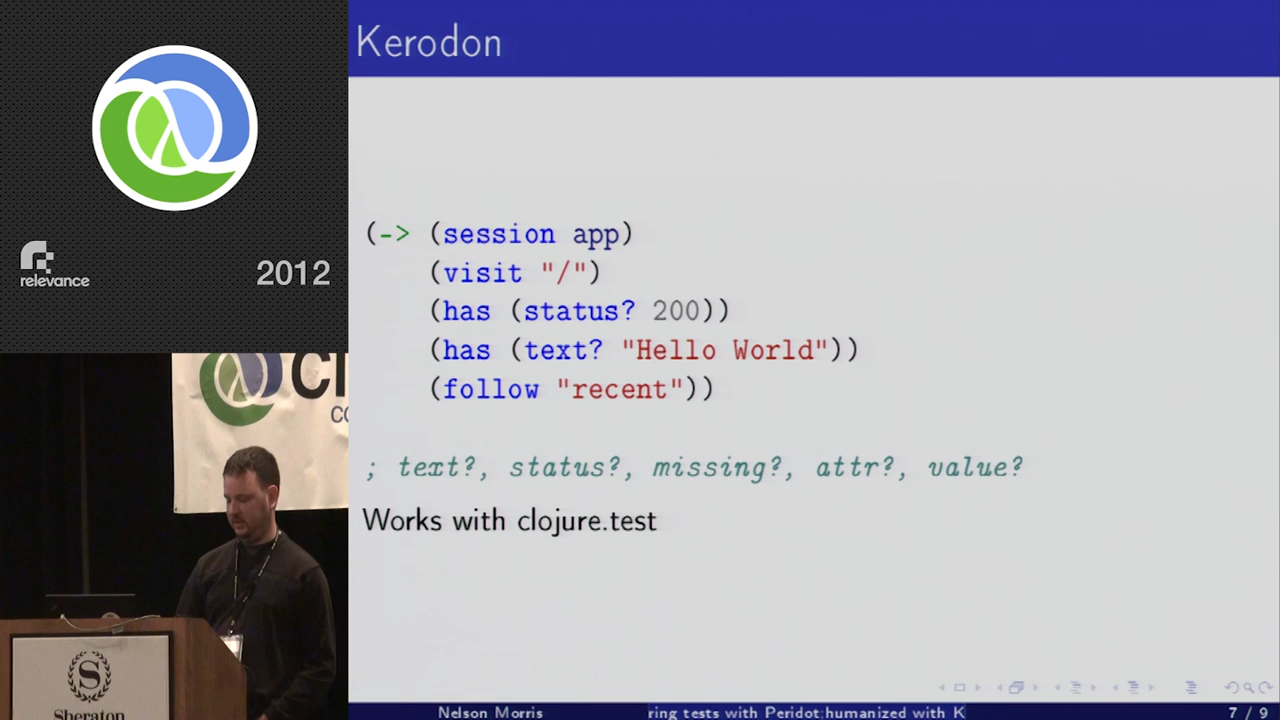 Kerodon
relevance
2012
(-> (session app)
(visit "/")
(has (status? 200))
(has (text? "Hello World"))
(follow "recent"))
; text?, status?, missing?, attr?, value?
Works with clojure.test
S
Sheraton
Nelson Morris
ring tests with Peridot;humanized with K
7 / 9